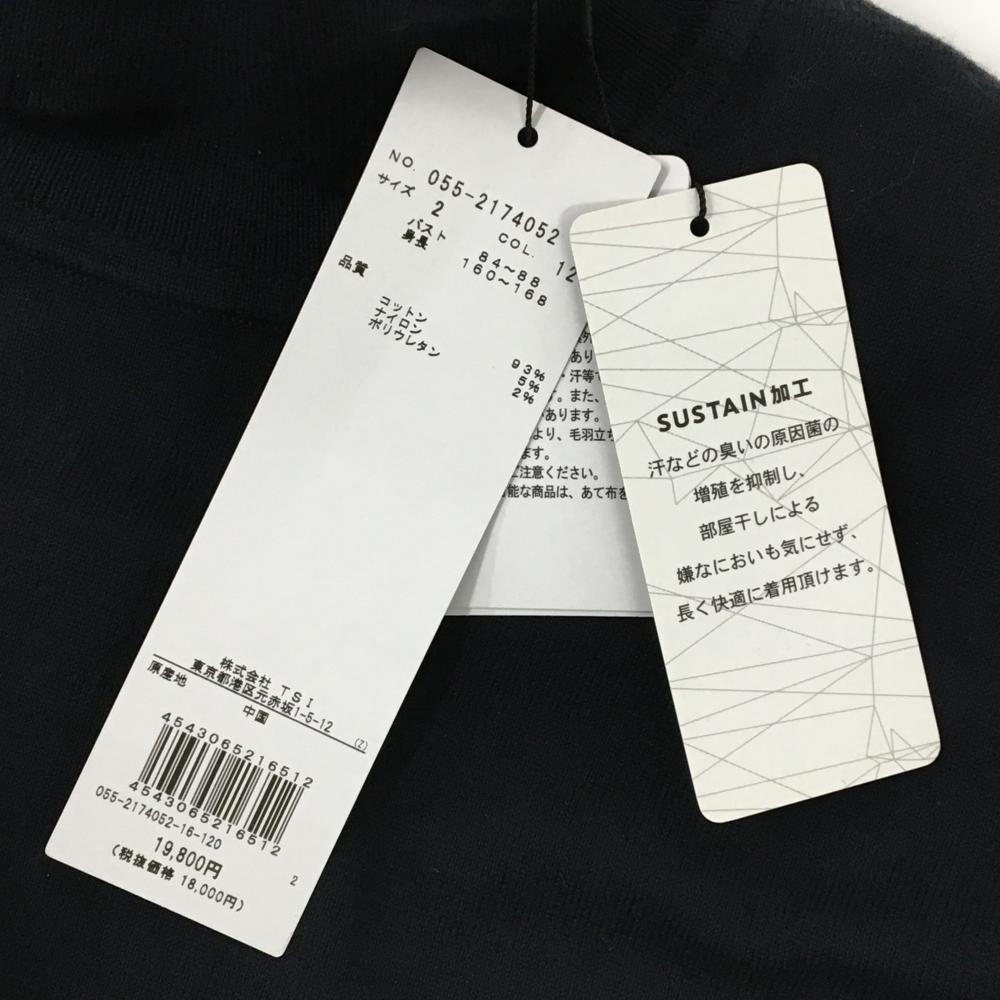 NO. 055-2174052
サイズ 2 COL. 12
バスト 84~88
身長 160~168
品質
コットン 93%
ナイロン 5%
ポリウレタン 2%
株式会社 TSI
東京都港区元赤坂1-5-12
原産地 中国 (Z)
4543065216512
4543065216512
055-2174052-16-120
19,800円
(税抜価格 18,000円)
2
あり
・汗等
す。また、
あります。
より、毛羽立ち
ます。
ご注意ください。
能な商品は、あて布を
SUSTAIN加工
汗などの臭いの原因菌の
増殖を抑制し、
部屋干しによる
嫌なにおいも気にせず、
長く快適に着用頂けます。